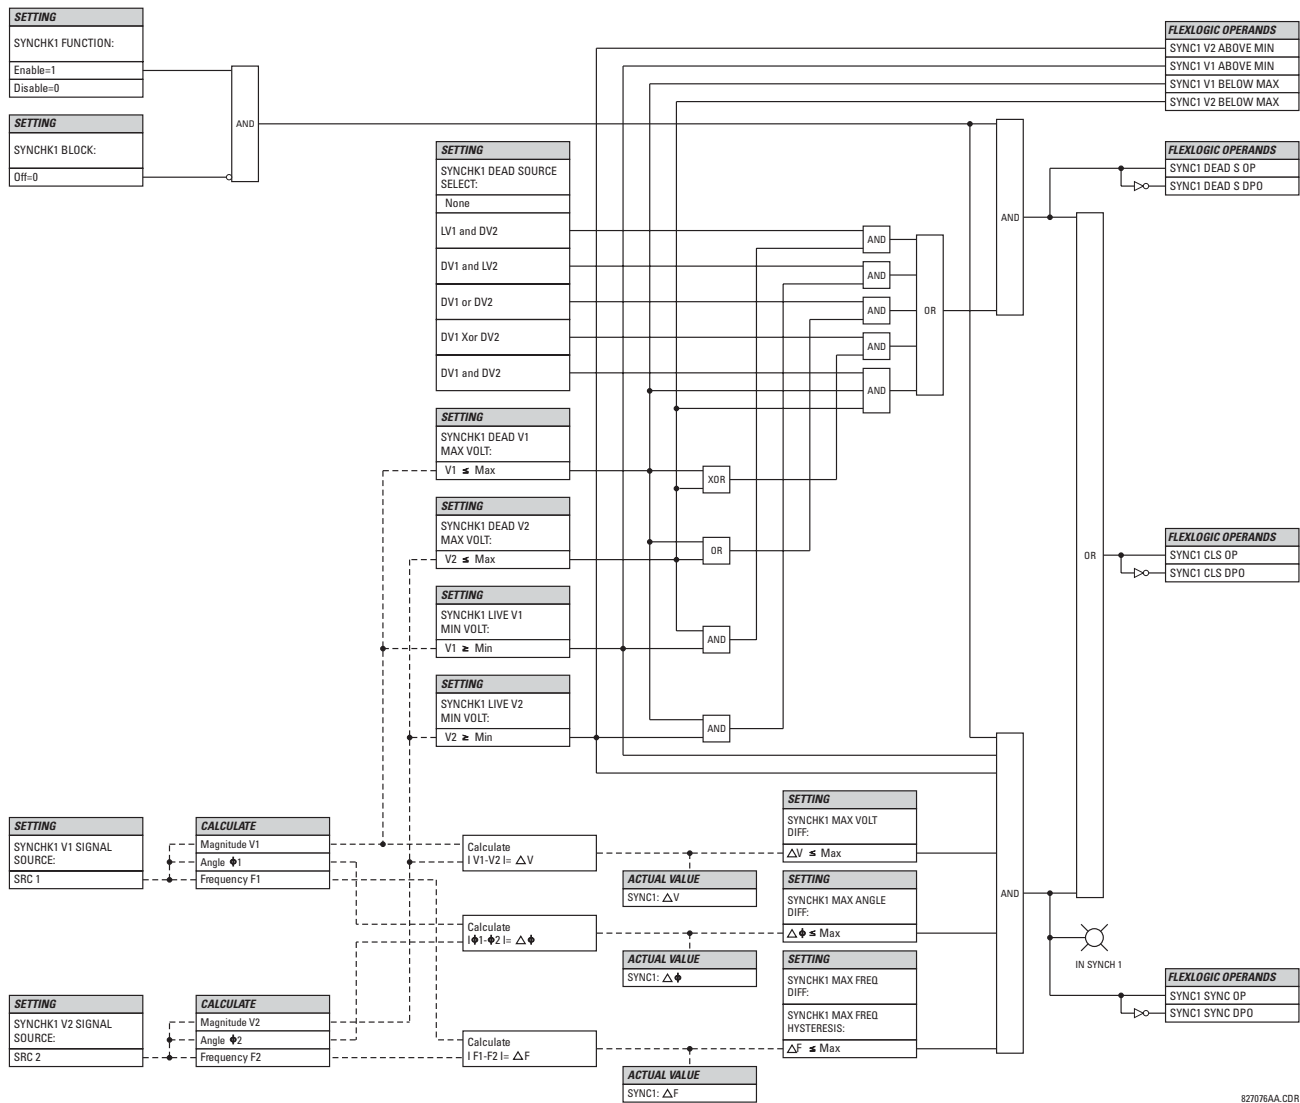 SETTING
SYNCHK1 FUNCTION:
Enable=1
Disable=0
SETTING
SYNCHK1 BLOCK:
Off=0
AND
SETTING
SYNCHK1 DEAD SOURCE
SELECT:
None
LV1 and DV2
DV1 and LV2
DV1 or DV2
DV1 Xor DV2
DV1 and DV2
AND
AND
AND
AND
AND
OR
AND
FLEXLOGIC OPERANDS
SYNC1 V2 ABOVE MIN
SYNC1 V1 ABOVE MIN
SYNC1 V1 BELOW MAX
SYNC1 V2 BELOW MAX
FLEXLOGIC OPERANDS
SYNC1 DEAD S OP
SYNC1 DEAD S DPO
SETTING
SYNCHK1 DEAD V1
MAX VOLT:
V1 ≤ Max
XOR
SETTING
SYNCHK1 DEAD V2
MAX VOLT:
V2 ≤ Max
OR
SETTING
SYNCHK1 LIVE V1
MIN VOLT:
V1 ≥ Min
AND
SETTING
SYNCHK1 LIVE V2
MIN VOLT:
V2 ≥ Min
AND
OR
FLEXLOGIC OPERANDS
SYNC1 CLS OP
SYNC1 CLS DPO
SETTING
SYNCHK1 V1 SIGNAL
SOURCE:
SRC 1
CALCULATE
Magnitude V1
Angle ϕ1
Frequency F1
Calculate
I V1-V2 I= △V
ACTUAL VALUE
SYNC1: △V
SETTING
SYNCHK1 MAX VOLT
DIFF:
△V ≤ Max
Calculate
I ϕ1-ϕ2 I= △ϕ
ACTUAL VALUE
SYNC1: △ϕ
SETTING
SYNCHK1 MAX ANGLE
DIFF:
△ϕ ≤ Max
SETTING
SYNCHK1 V2 SIGNAL
SOURCE:
SRC 2
CALCULATE
Magnitude V2
Angle ϕ2
Frequency F2
Calculate
I F1-F2 I= △F
ACTUAL VALUE
SYNC1: △F
SETTING
SYNCHK1 MAX FREQ
DIFF:
SYNCHK1 MAX FREQ
HYSTERESIS:
△F ≤ Max
AND
IN SYNCH 1
FLEXLOGIC OPERANDS
SYNC1 SYNC OP
SYNC1 SYNC DPO
827076AA.CDR